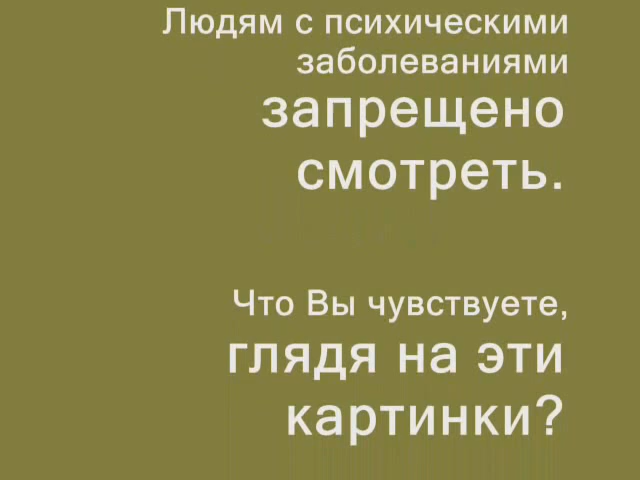 Людям с психическими
заболеваниями
запрещено
смотреть.
Что Вы чувствуете,
глядя на эти
картинки?